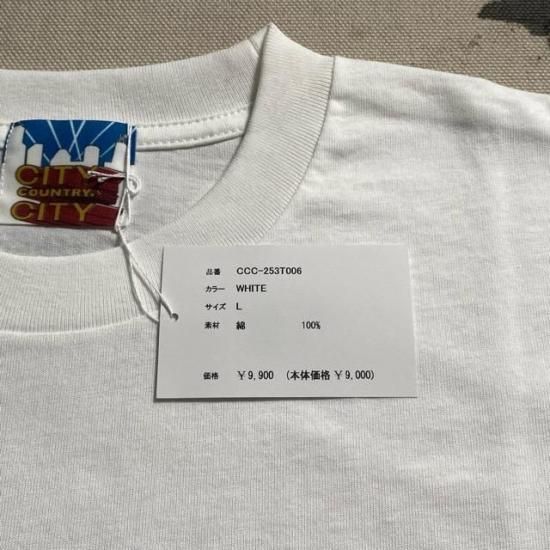 CITY
COUNTRY
CITY
品番 CCC-253T006
カラー WHITE
サイズ L
素材 綿 100%
価格 ¥9,900 (本体価格 ¥9,000)